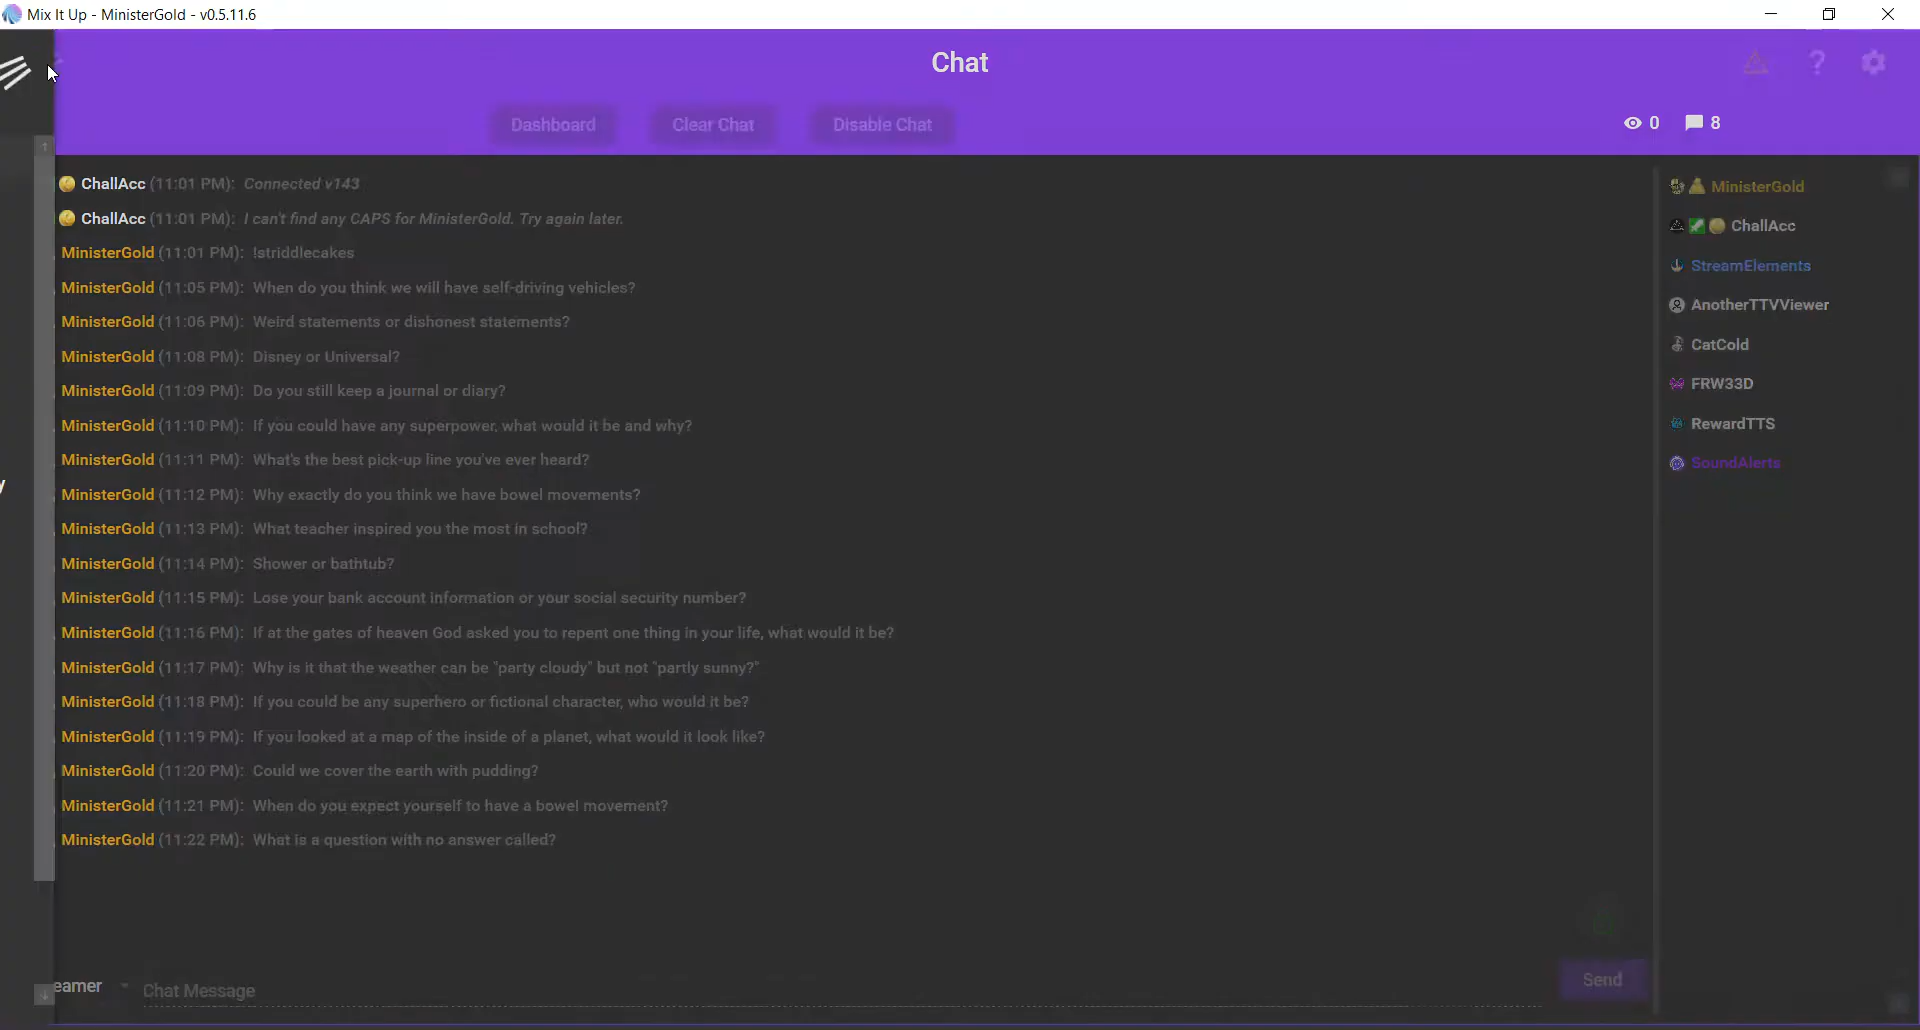 Mix It Up - MinisterGold - v0.5.11.6
Chat
Dashboard Clear Chat Disable Chat 0 8
ChallAcc (11:01 PM): Connected v143
ChallAcc (11:01 PM): I can't find any CAPS for MinisterGold. Try again later.
MinisterGold (11:01 PM): !striddlecakes
MinisterGold (11:05 PM): When do you think we will have self-driving vehicles?
MinisterGold (11:06 PM): Weird statements or dishonest statements?
MinisterGold (11:08 PM): Disney or Universal?
MinisterGold (11:09 PM): Do you still keep a journal or diary?
MinisterGold (11:10 PM): If you could have any superpower, what would it be and why?
MinisterGold (11:11 PM): What's the best pick-up line you've ever heard?
MinisterGold (11:12 PM): Why exactly do you think we have bowel movements?
MinisterGold (11:13 PM): What teacher inspired you the most in school?
MinisterGold (11:14 PM): Shower or bathtub?
MinisterGold (11:15 PM): Lose your bank account information or your social security number?
MinisterGold (11:16 PM): If at the gates of heaven God asked you to repent one thing in your life, what would it be?
MinisterGold (11:17 PM): Why is it that the weather can be "party cloudy" but not "partly sunny?"
MinisterGold (11:18 PM): If you could be any superhero or fictional character, who would it be?
MinisterGold (11:19 PM): If you looked at a map of the inside of a planet, what would it look like?
MinisterGold (11:20 PM): Could we cover the earth with pudding?
MinisterGold (11:21 PM): When do you expect yourself to have a bowel movement?
MinisterGold (11:22 PM): What is a question with no answer called?
MinisterGold
ChallAcc
StreamElements
AnotherTTVViewer
CatCold
FRW33D
RewardTTS
SoundAlerts
y
eamer Chat Message Send